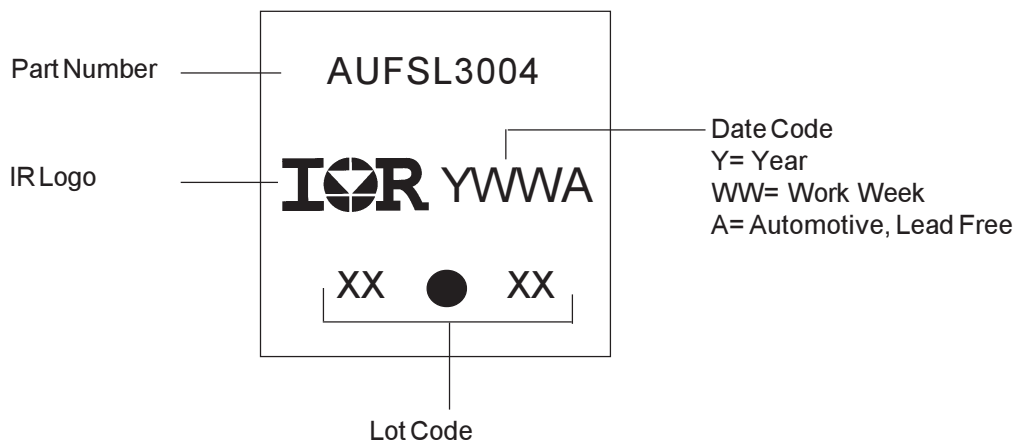 Part Number
AUFSL3004
IR Logo
IOR YWWA
Date Code
Y= Year
WW= Work Week
A= Automotive, Lead Free
XX XX
Lot Code